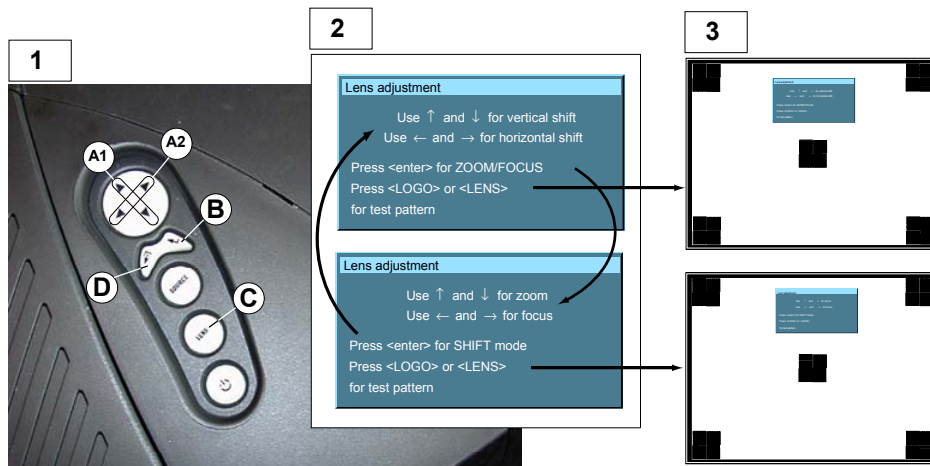 1
A1
A2
B
D
SOURCE
C
LENS
2
Lens adjustment
Use ↑ and ↓ for vertical shift
Use ← and → for horizontal shift
Press <enter> for ZOOM/FOCUS
Press <LOGO> or <LENS>
for test pattern
Lens adjustment
Use ↑ and ↓ for zoom
Use ← and → for focus
Press <enter> for SHIFT mode
Press <LOGO> or <LENS>
for test pattern
3